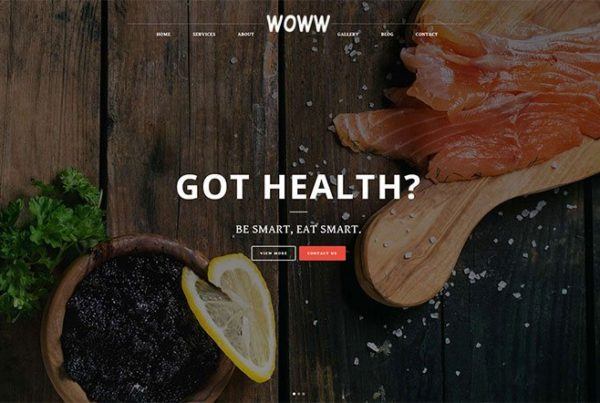 WOWW
HOME SERVICES ABOUT GALLERY BLOG CONTACT
GOT HEALTH?
BE SMART, EAT SMART.
VIEW MORE CONTACT US